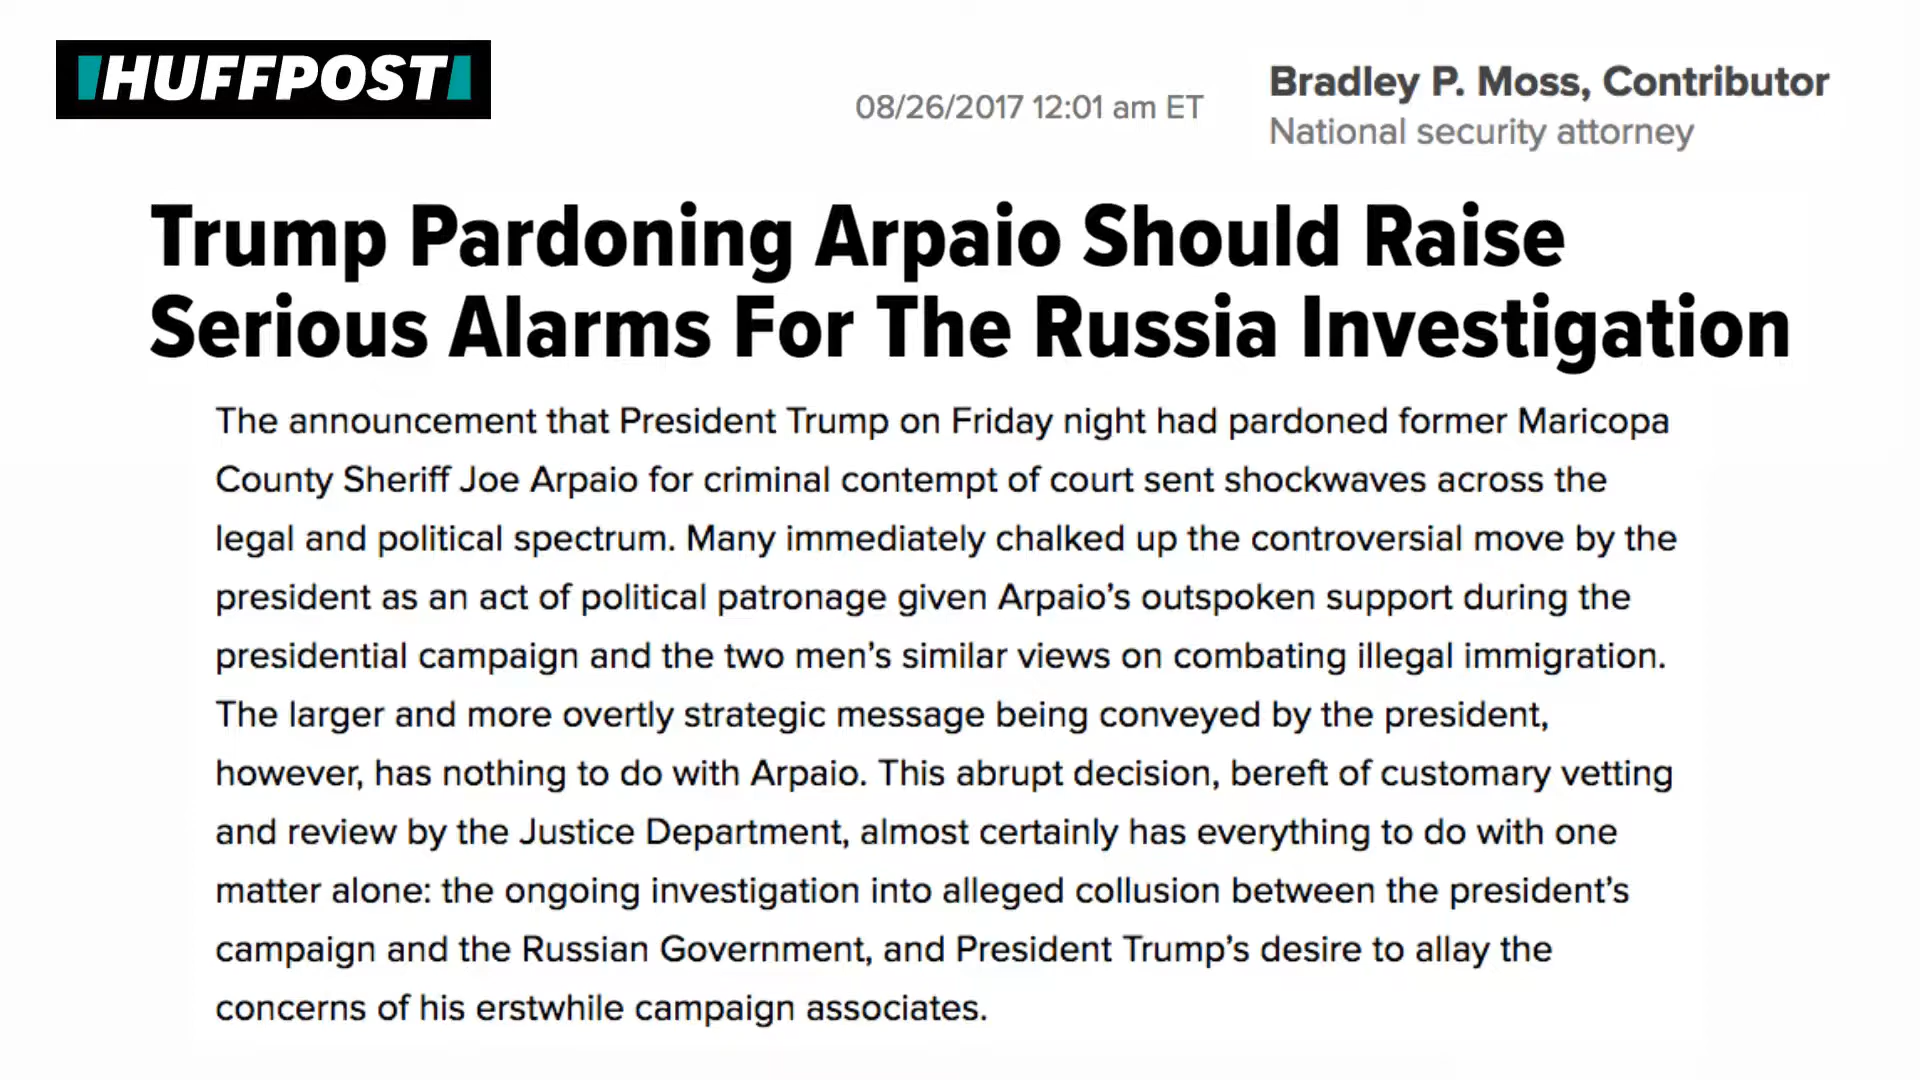 HUFFPOST
08/26/2017 12:01 am ET
Bradley P. Moss, Contributor
National security attorney
Trump Pardoning Arpaio Should Raise
Serious Alarms For The Russia Investigation
The announcement that President Trump on Friday night had pardoned former Maricopa
County Sheriff Joe Arpaio for criminal contempt of court sent shockwaves across the
legal and political spectrum. Many immediately chalked up the controversial move by the
president as an act of political patronage given Arpaio’s outspoken support during the
presidential campaign and the two men’s similar views on combating illegal immigration.
The larger and more overtly strategic message being conveyed by the president,
however, has nothing to do with Arpaio. This abrupt decision, bereft of customary vetting
and review by the Justice Department, almost certainly has everything to do with one
matter alone: the ongoing investigation into alleged collusion between the president’s
campaign and the Russian Government, and President Trump’s desire to allay the
concerns of his erstwhile campaign associates.